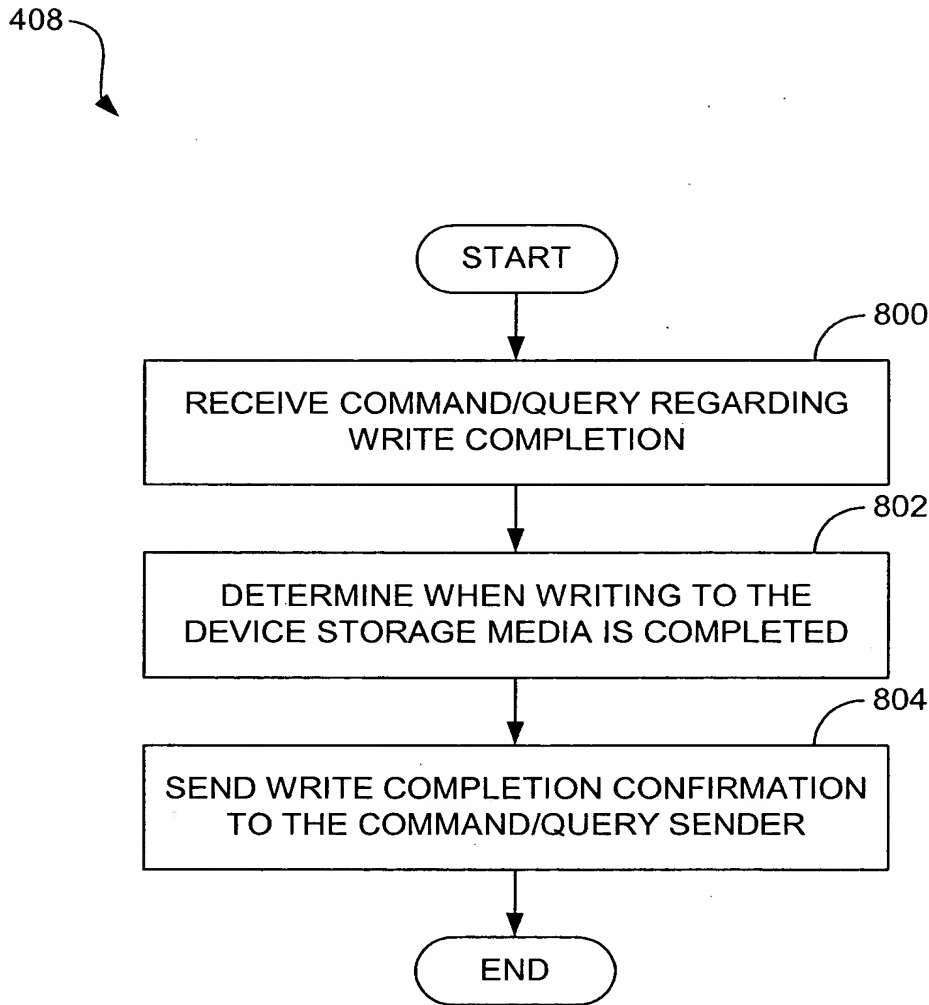 408
START
800
RECEIVE COMMAND/QUERY REGARDING
WRITE COMPLETION
802
DETERMINE WHEN WRITING TO THE
DEVICE STORAGE MEDIA IS COMPLETED
804
SEND WRITE COMPLETION CONFIRMATION
TO THE COMMAND/QUERY SENDER
END